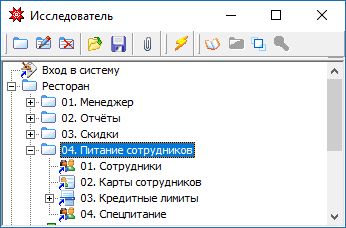 Исследователь
Вход в систему
Ресторан
01. Менеджер
02. Отчёты
03. Скидки
04. Питание сотрудников
01. Сотрудники
02. Карты сотрудников
03. Кредитные лимиты
04. Спецпитание